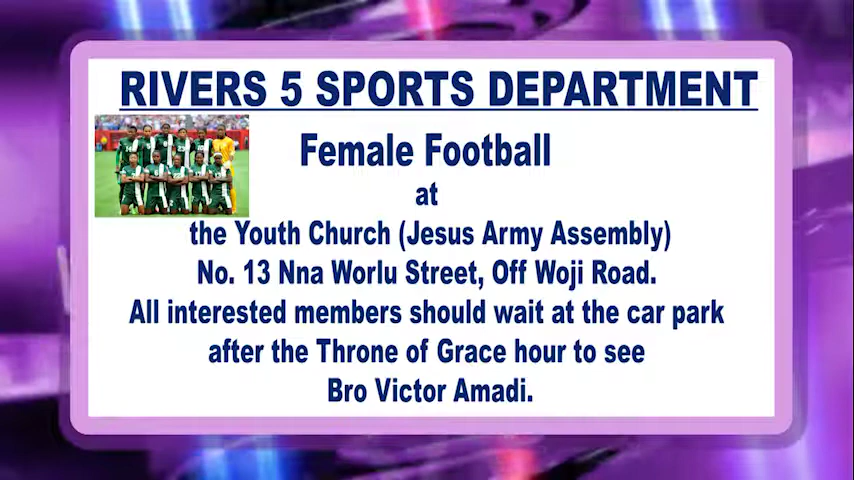 RIVERS 5 SPORTS DEPARTMENT
Female Football
at
the Youth Church (Jesus Army Assembly)
No. 13 Nna Worlu Street, Off Woji Road.
All interested members should wait at the car park
after the Throne of Grace hour to see
Bro Victor Amadi.